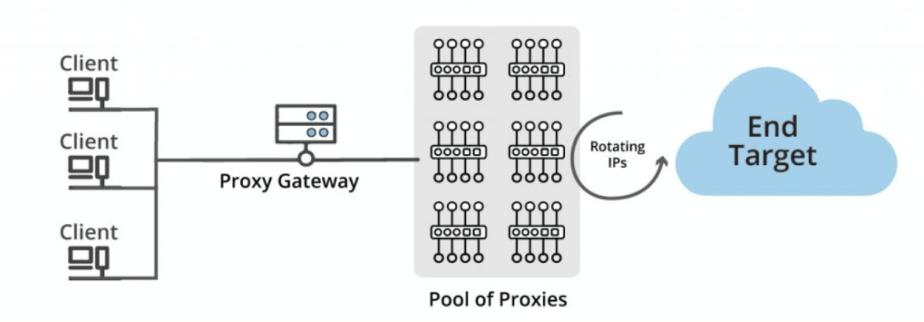 Client
Client
Client
Proxy Gateway
Pool of Proxies
Rotating
IPs
End
Target